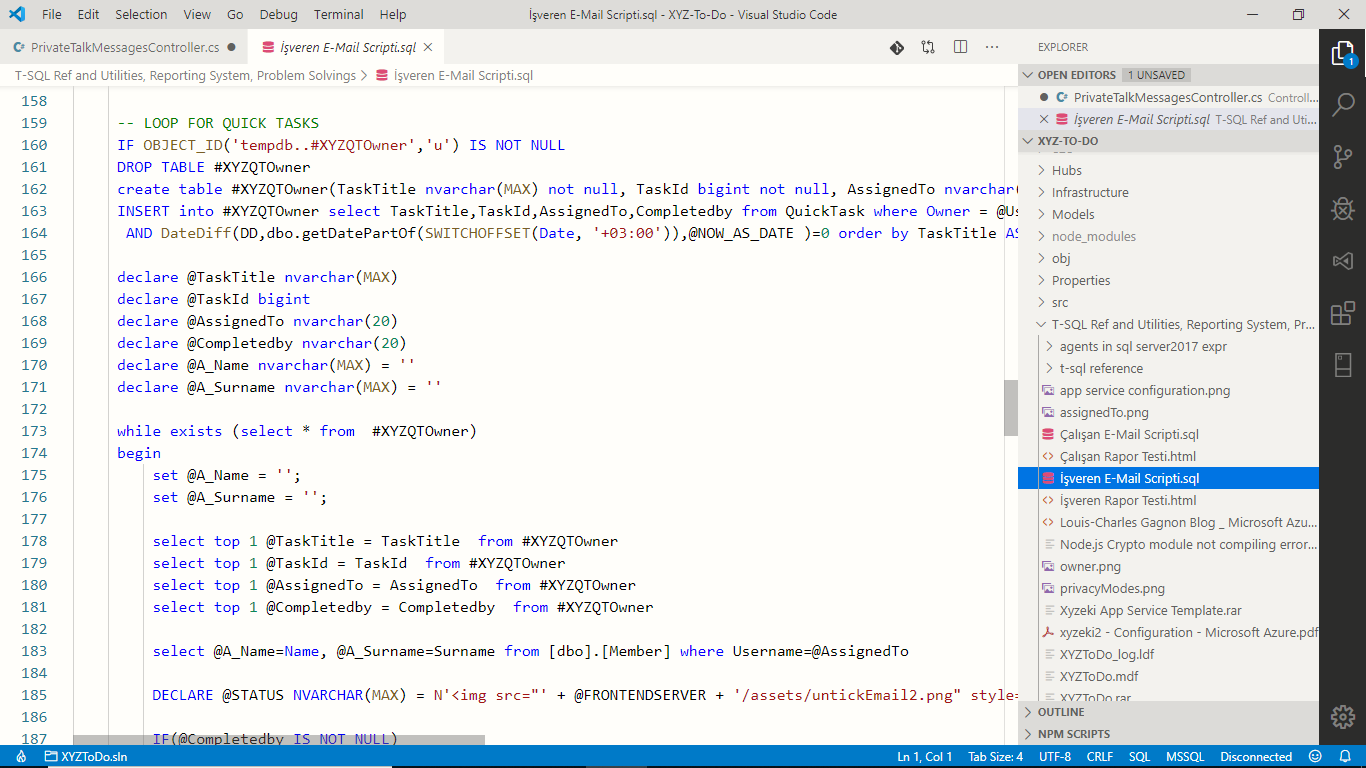 File Edit Selection View Go Debug Terminal Help İşveren E-Mail Scripti.sql - XYZ-To-Do - Visual Studio Code
PrivateTalkMessagesController.cs İşveren E-Mail Scripti.sql
T-SQL Ref and Utilities, Reporting System, Problem Solvings > İşveren E-Mail Scripti.sql
158
159 -- LOOP FOR QUICK TASKS
160 IF OBJECT_ID('tempdb..#XYZQTOwner','u') IS NOT NULL
161 DROP TABLE #XYZQTOwner
162 create table #XYZQTOwner(TaskTitle nvarchar(MAX) not null, TaskId bigint not null, AssignedTo nvarchar(
163 INSERT into #XYZQTOwner select TaskTitle,TaskId,AssignedTo,Completedby from QuickTask where Owner = @Us
164 AND DateDiff(DD,dbo.getDatePartOf(SWITCHOFFSET(Date, '+03:00')),@NOW_AS_DATE )=0 order by TaskTitle AS
165
166 declare @TaskTitle nvarchar(MAX)
167 declare @TaskId bigint
168 declare @AssignedTo nvarchar(20)
169 declare @Completedby nvarchar(20)
170 declare @A_Name nvarchar(MAX) = ''
171 declare @A_Surname nvarchar(MAX) = ''
172
173 while exists (select * from  #XYZQTOwner)
174 begin
175 set @A_Name = '';
176 set @A_Surname = '';
177
178 select top 1 @TaskTitle = TaskTitle  from #XYZQTOwner
179 select top 1 @TaskId = TaskId  from #XYZQTOwner
180 select top 1 @AssignedTo = AssignedTo  from #XYZQTOwner
181 select top 1 @Completedby = Completedby  from #XYZQTOwner
182
183 select @A_Name=Name, @A_Surname=Surname from [dbo].[Member] where Username=@AssignedTo
184
185 DECLARE @STATUS NVARCHAR(MAX) = N'<img src="' + @FRONTENDSERVER + '/assets/untickEmail2.png" style=
186
187 IF(@Completedby IS NOT NULL)
EXPLORER
OPEN EDITORS 1 UNSAVED
PrivateTalkMessagesController.cs Controll...
İşveren E-Mail Scripti.sql T-SQL Ref and Uti...
XYZ-TO-DO
Hubs
Infrastructure
Models
node_modules
obj
Properties
src
T-SQL Ref and Utilities, Reporting System, Pr...
agents in sql server2017 expr
t-sql reference
app service configuration.png
assignedTo.png
Çalışan E-Mail Scripti.sql
Çalışan Rapor Testi.html
İşveren E-Mail Scripti.sql
İşveren Rapor Testi.html
Louis-Charles Gagnon Blog _ Microsoft Azu...
Node.js Crypto module not compiling error...
owner.png
privacyModes.png
Xyzeki App Service Template.rar
xyzeki2 - Configuration - Microsoft Azure.pdf
XYZToDo_log.ldf
XYZToDo.mdf
XYZToDo.rar
OUTLINE
NPM SCRIPTS
1
XYZToDo.sln Ln 1, Col 1 Tab Size: 4 UTF-8 CRLF SQL MSSQL Disconnected